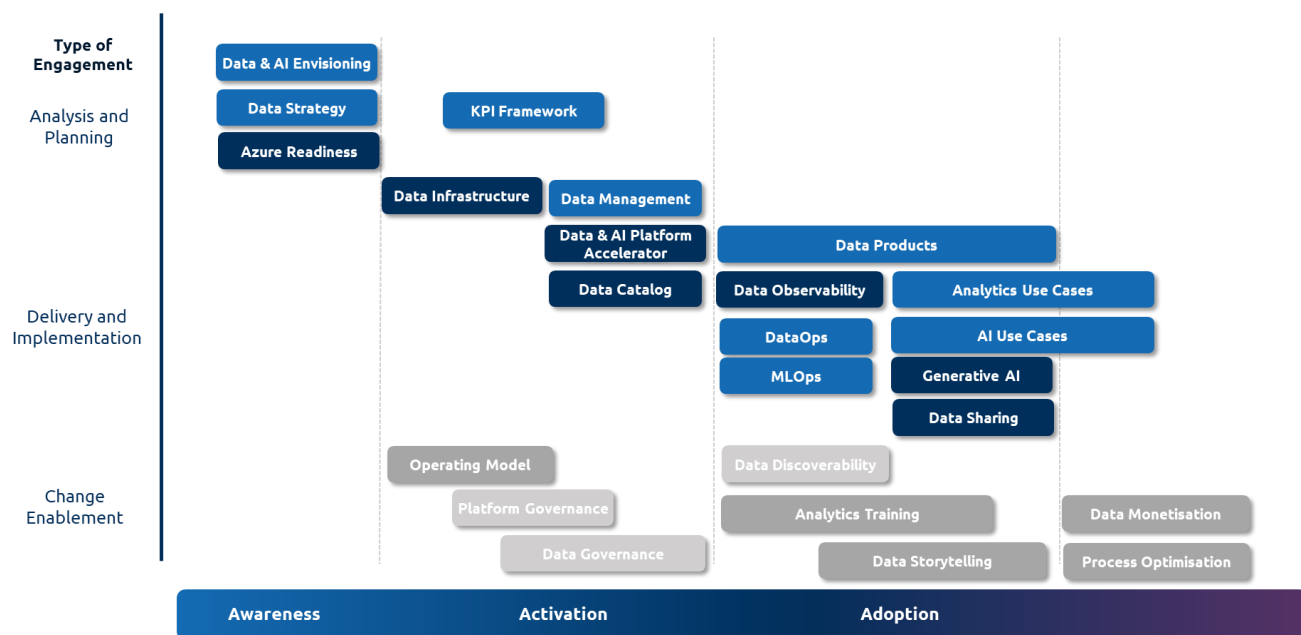 Type of
Engagement
Data & AI Envisioning
Analysis and
Planning
Data Strategy
KPI Framework
Azure Readiness
Data Infrastructure
Data Management
Data & AI Platform
Accelerator
Data Products
Data Catalog
Data Observability
Analytics Use Cases
Delivery and
Implementation
DataOps
AI Use Cases
MLOps
Generative AI
Data Sharing
Change
Enablement
Operating Model
Data Discoverability
Platform Governance
Analytics Training
Data Monetisation
Data Governance
Data Storytelling
Process Optimisation
Awareness
Activation
Adoption